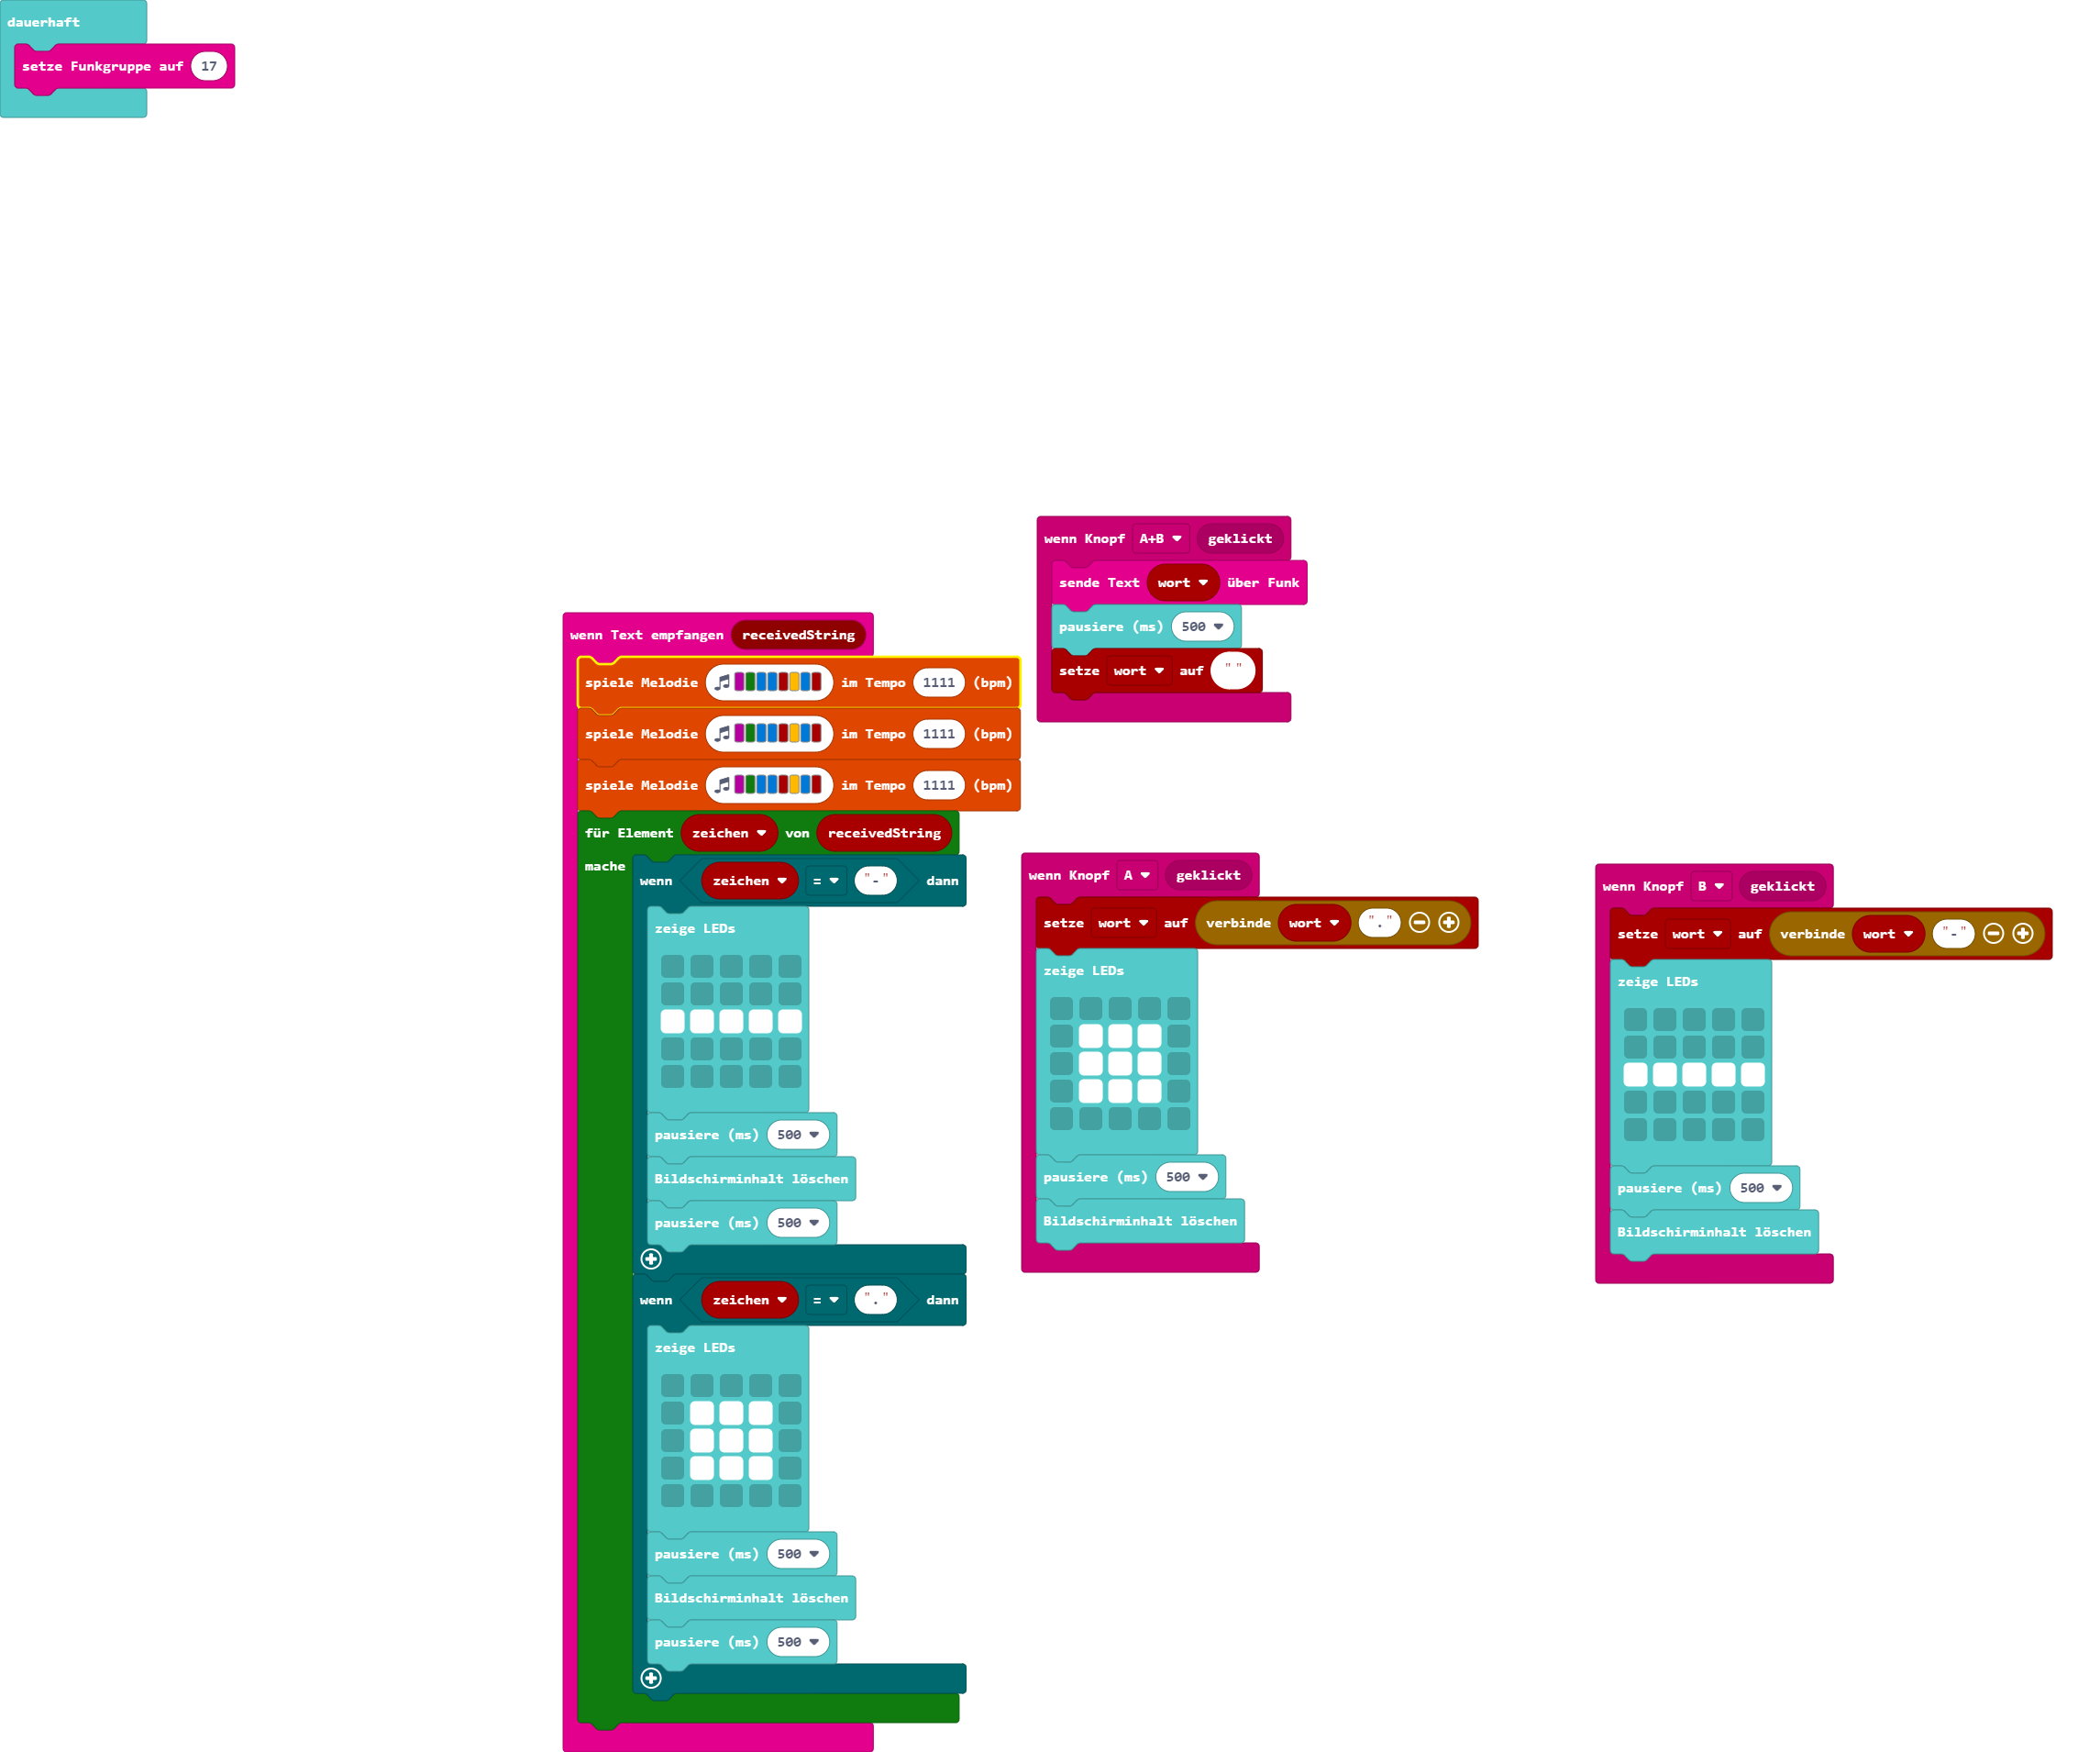 dauerhaft
setze Funkgruppe auf 17
wenn Knopf A+B geklickt
sende Text wort über Funk
pausiere (ms) 500
setze wort auf " "
wenn Text empfangen receivedString
spiele Melodie im Tempo 1111 (bpm)
spiele Melodie im Tempo 1111 (bpm)
spiele Melodie im Tempo 1111 (bpm)
für Element zeichen von receivedString
mache
wenn zeichen = "-" dann
zeige LEDs
pausiere (ms) 500
Bildschirminhalt löschen
pausiere (ms) 500
wenn zeichen = "." dann
zeige LEDs
pausiere (ms) 500
Bildschirminhalt löschen
pausiere (ms) 500
wenn Knopf A geklickt
setze wort auf verbinde wort "."
zeige LEDs
pausiere (ms) 500
Bildschirminhalt löschen
wenn Knopf B geklickt
setze wort auf verbinde wort "-"
zeige LEDs
pausiere (ms) 500
Bildschirminhalt löschen